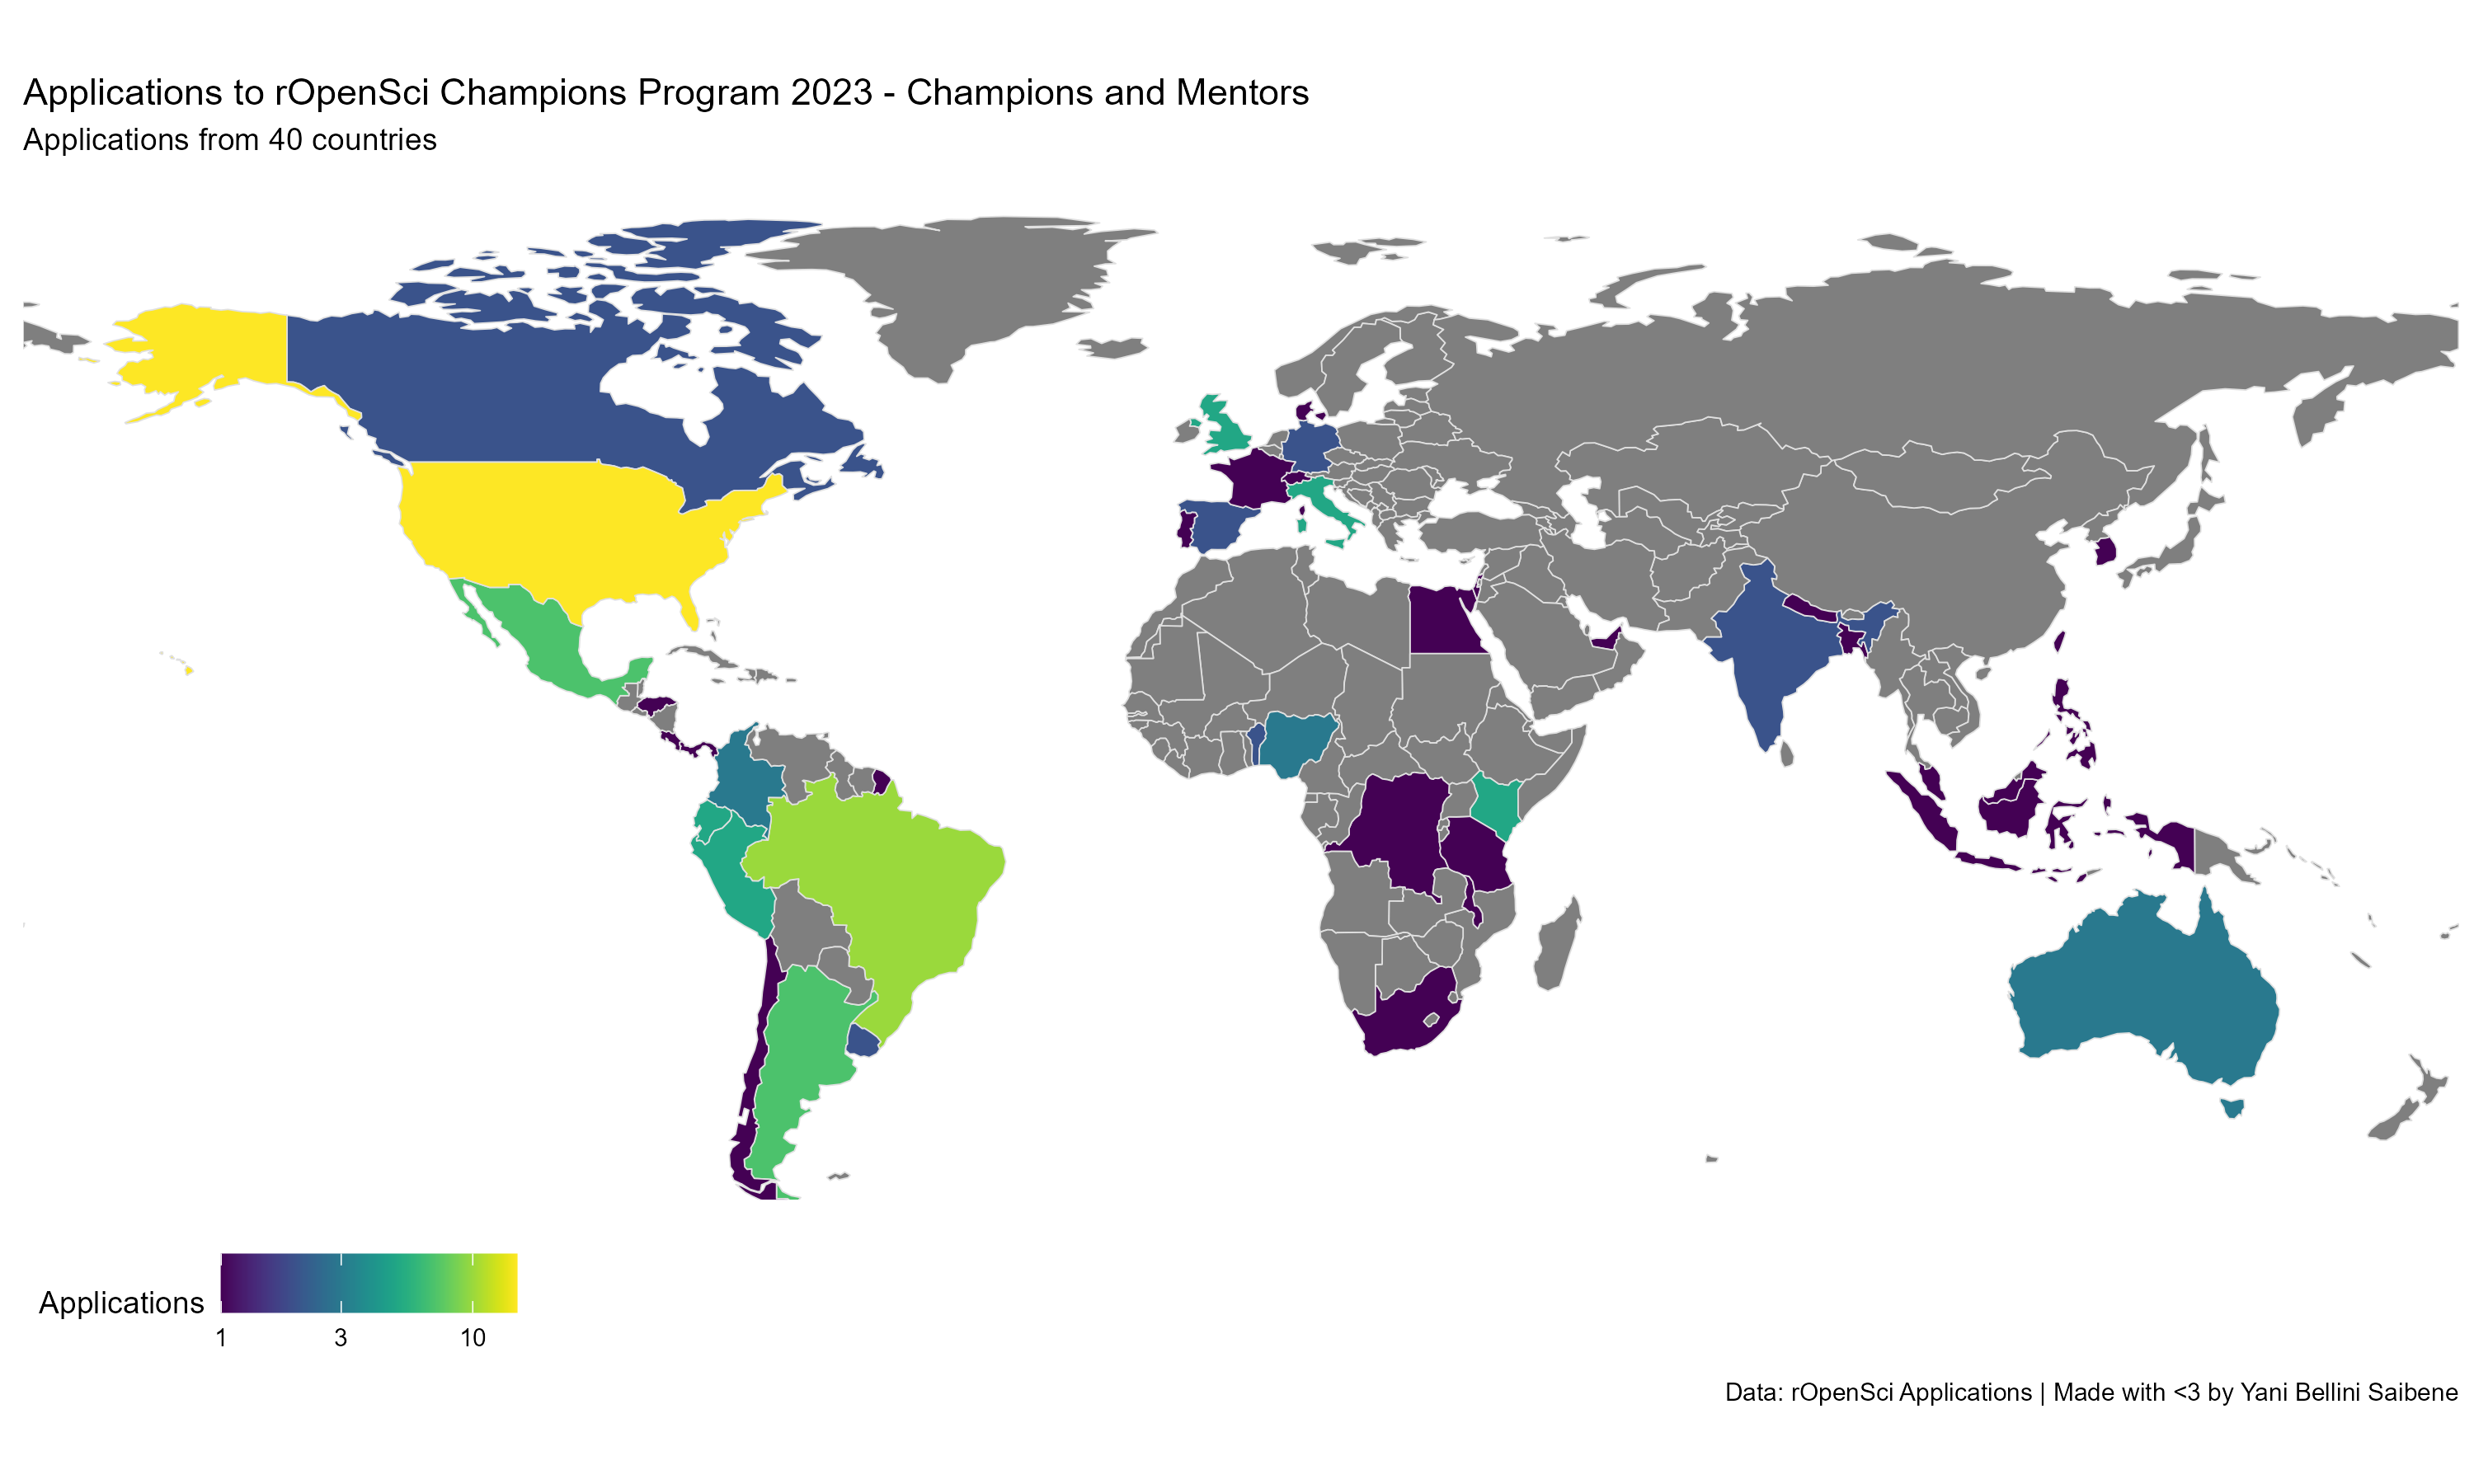 Applications to rOpenSci Champions Program 2023 - Champions and Mentors
Applications from 40 countries
Applications
1 3 10
Data: rOpenSci Applications | Made with <3 by Yani Bellini Saibene